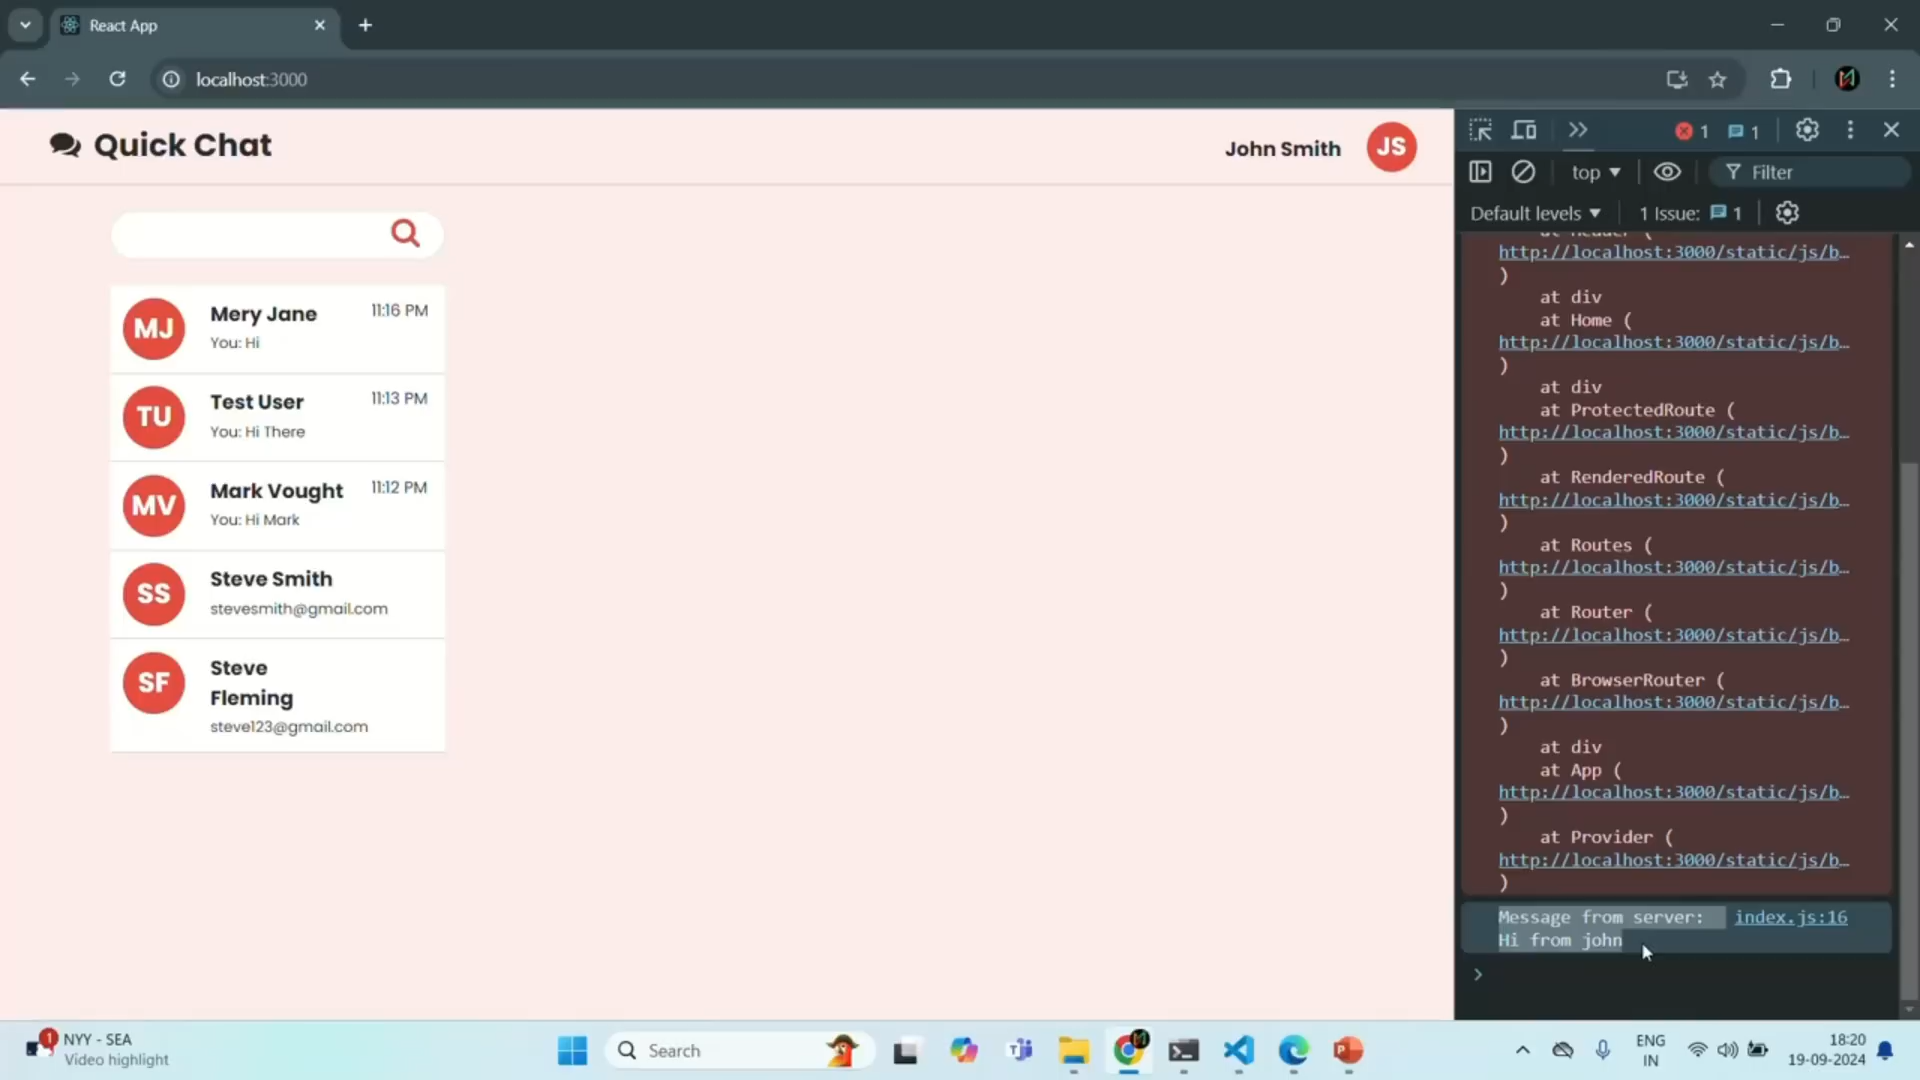 React App
localhost:3000
Quick Chat
John Smith
JS
MJ
Mery Jane
11:16 PM
You: Hi
TU
Test User
11:13 PM
You: Hi There
MV
Mark Vought
11:12 PM
You: Hi Mark
SS
Steve Smith
stevesmith@gmail.com
SF
Steve
Fleming
steve123@gmail.com
1
1
top
Filter
Default levels
1 Issue: 1
at Header (
http://localhost:3000/static/js/b…
)
at div
at Home (
http://localhost:3000/static/js/b…
)
at div
at ProtectedRoute (
http://localhost:3000/static/js/b…
)
at RenderedRoute (
http://localhost:3000/static/js/b…
)
at Routes (
http://localhost:3000/static/js/b…
)
at Router (
http://localhost:3000/static/js/b…
)
at BrowserRouter (
http://localhost:3000/static/js/b…
)
at div
at App (
http://localhost:3000/static/js/b…
)
at Provider (
http://localhost:3000/static/js/b…
)
Message from server: index.js:16
Hi from john
1
NYY - SEA
Video highlight
Search
ENG
IN
18:20
19-09-2024